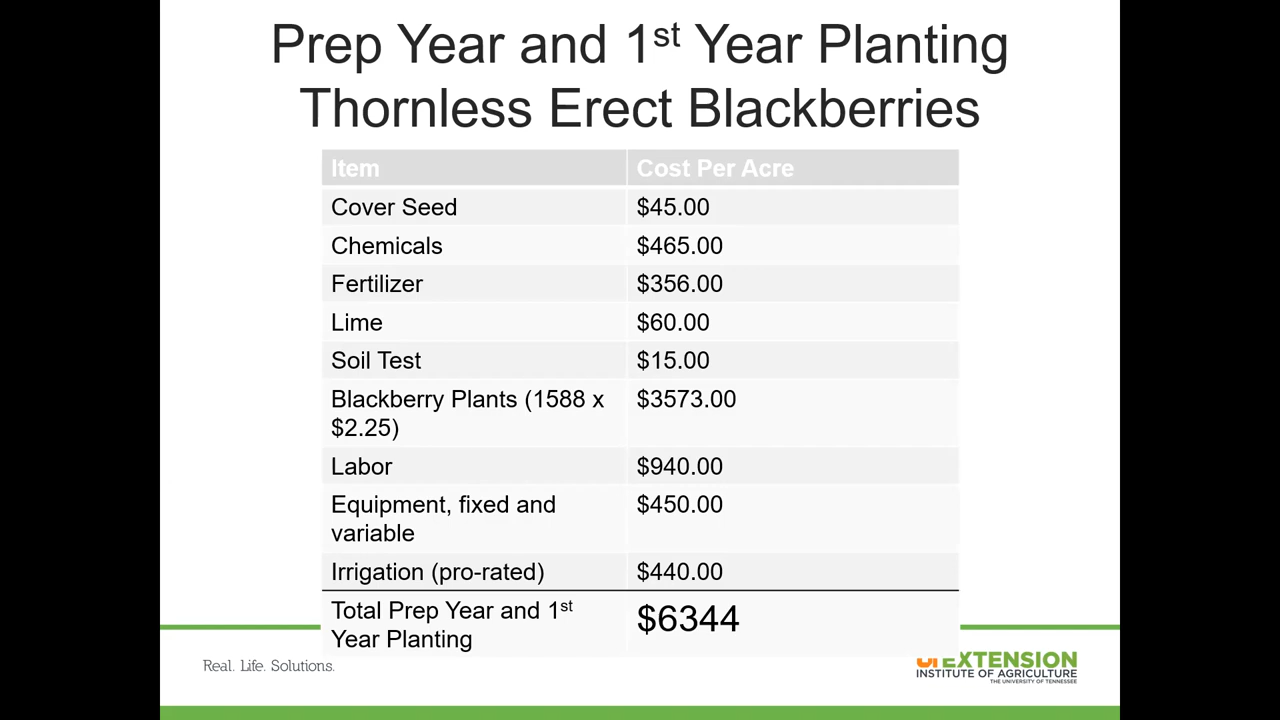 Prep Year and 1st Year Planting
Thornless Erect Blackberries
Item Cost Per Acre
Cover Seed $45.00
Chemicals $465.00
Fertilizer $356.00
Lime $60.00
Soil Test $15.00
Blackberry Plants (1588 x $3573.00
$2.25)
Labor $940.00
Equipment, fixed and $450.00
variable
Irrigation (pro-rated) $440.00
Total Prep Year and 1st $6344
Year Planting
Real. Life. Solutions.
EXTENSION
INSTITUTE OF AGRICULTURE
THE UNIVERSITY OF TENNESSEE